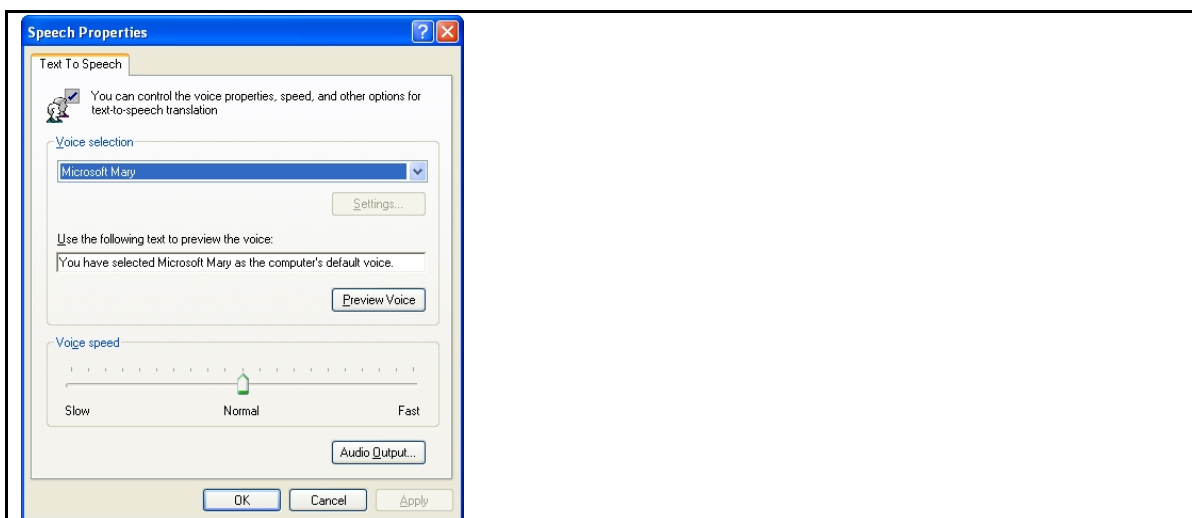 Speech Properties
Text To Speech
You can control the voice properties, speed, and other options for
text-to-speech translation
Voice selection
Microsoft Mary
Settings...
Use the following text to preview the voice:
You have selected Microsoft Mary as the computer's default voice.
Preview Voice
Voice speed
Slow Normal Fast
Audio Output...
OK Cancel Apply